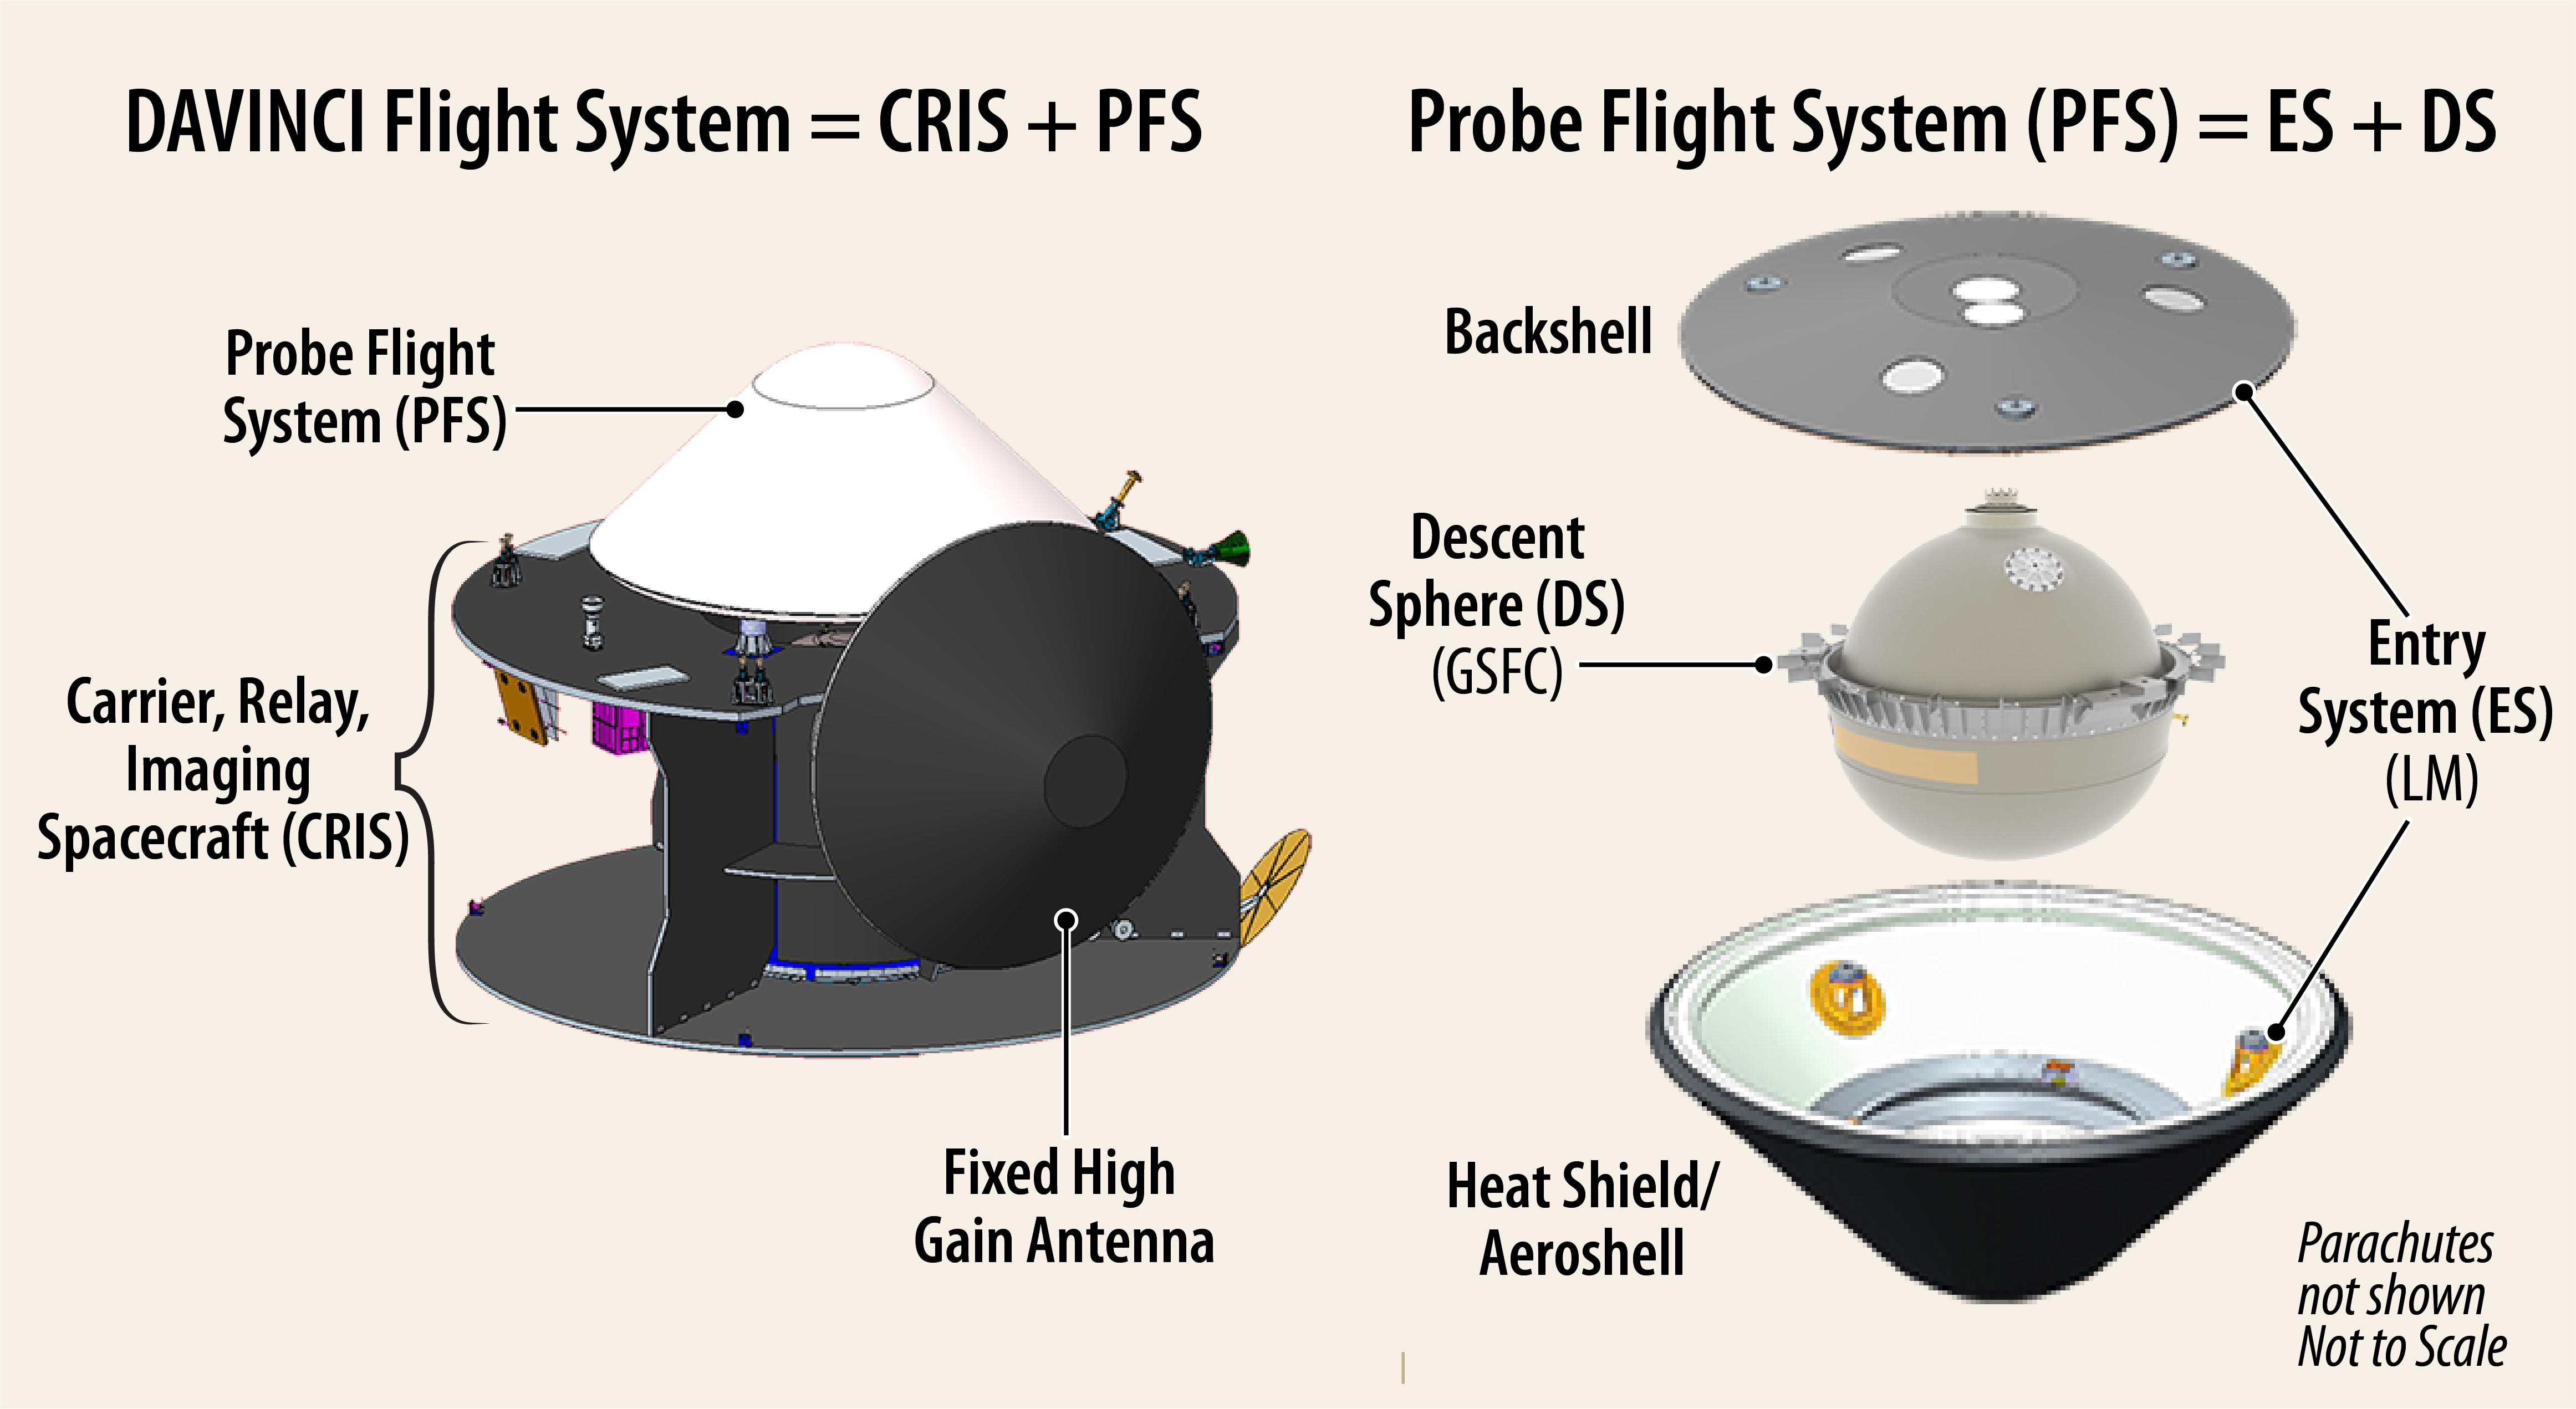 DAVINCI Flight System = CRIS + PFS
Probe Flight
System (PFS)
Carrier, Relay,
Imaging
Spacecraft (CRIS)
Fixed High
Gain Antenna
Probe Flight System (PFS) = ES + DS
Backshell
Descent
Sphere (DS)
(GSFC)
Entry
System (ES)
(LM)
Heat Shield/
Aeroshell
Parachutes
not shown
Not to Scale